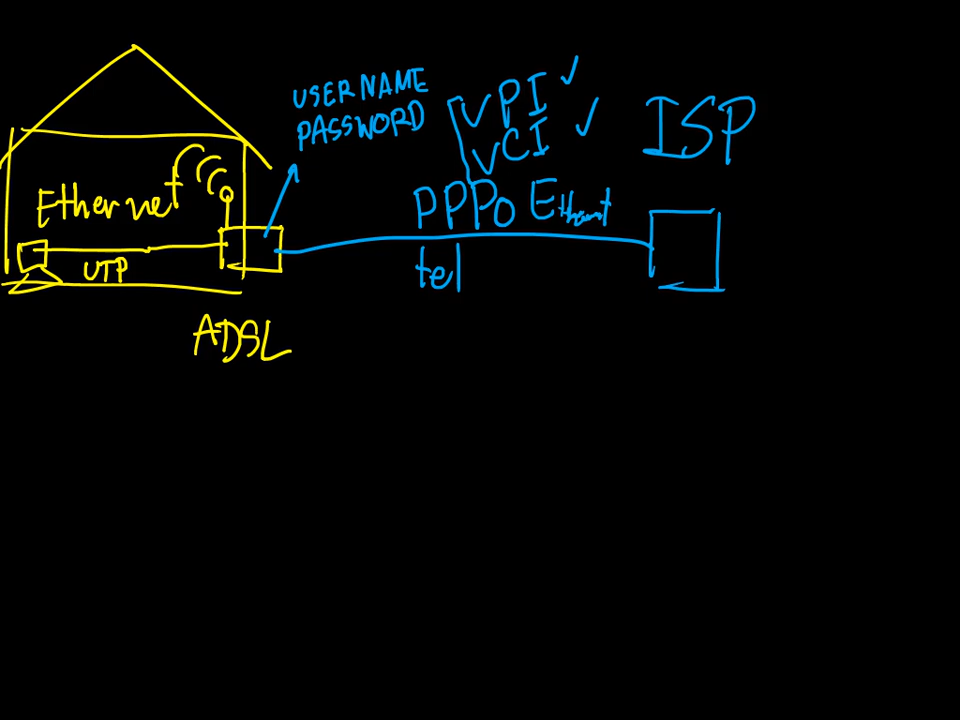 USERNAME
PASSWORD
VPI
VCI
ISP
Ethernet
PPPo Ethernet
UTP
tel
ADSL